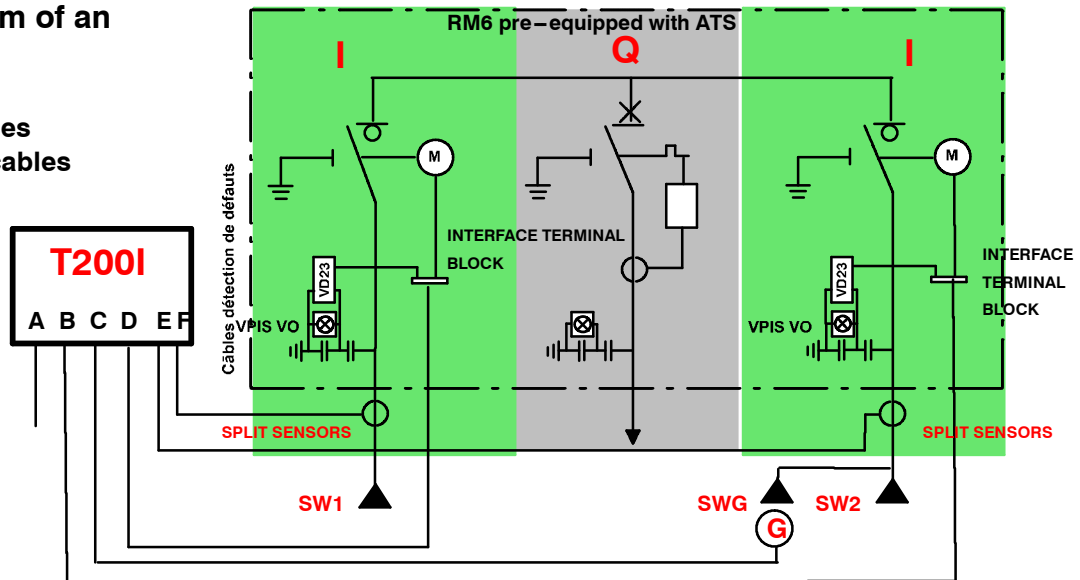 m of an
es
cables
RM6 pre-equipped with ATS
I
Q
I
M
M
Câbles détection de défauts
INTERFACE TERMINAL
BLOCK
INTERFACE
TERMINAL
BLOCK
T200I
A B C D E F
VD23
VD23
VPIS VO
VPIS VO
SPLIT SENSORS
SPLIT SENSORS
SW1
SWG
SW2
G